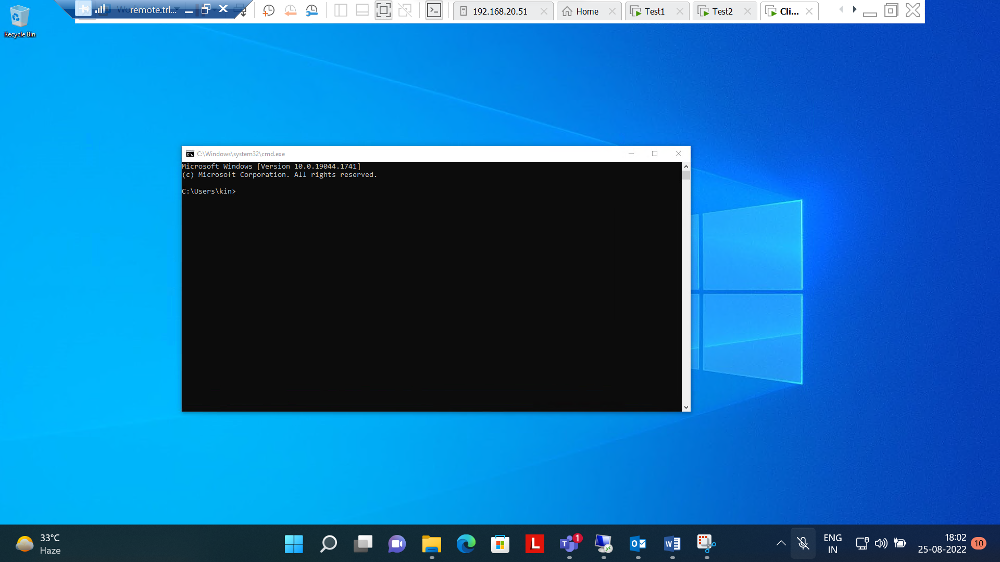 remote.trl...
192.168.20.51
Home
Test1
Test2
Cli...
Recycle Bin
C:\Windows\system32\cmd.exe
Microsoft Windows [Version 10.0.19044.1741]
(c) Microsoft Corporation. All rights reserved.
C:\Users\kin>
33°C
Haze
L
1
ENG
IN
18:02
25-08-2022
10